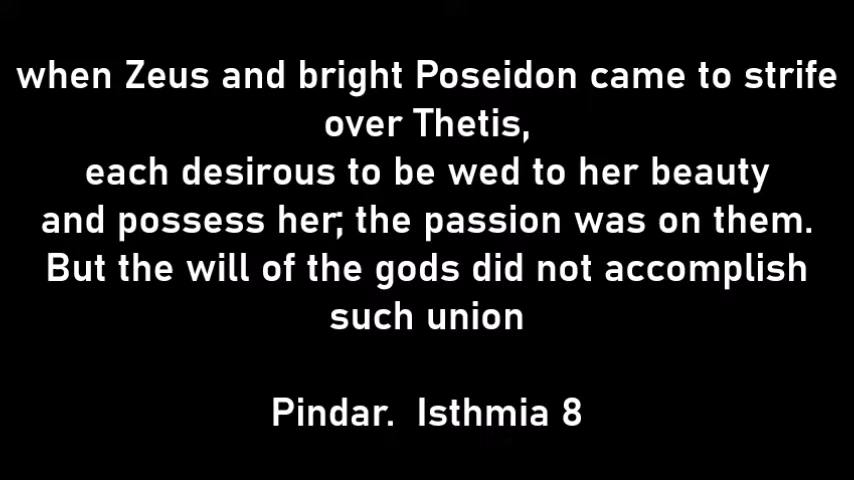 when Zeus and bright Poseidon came to strife
over Thetis,
each desirous to be wed to her beauty
and possess her; the passion was on them.
But the will of the gods did not accomplish
such union
Pindar.  Isthmia 8